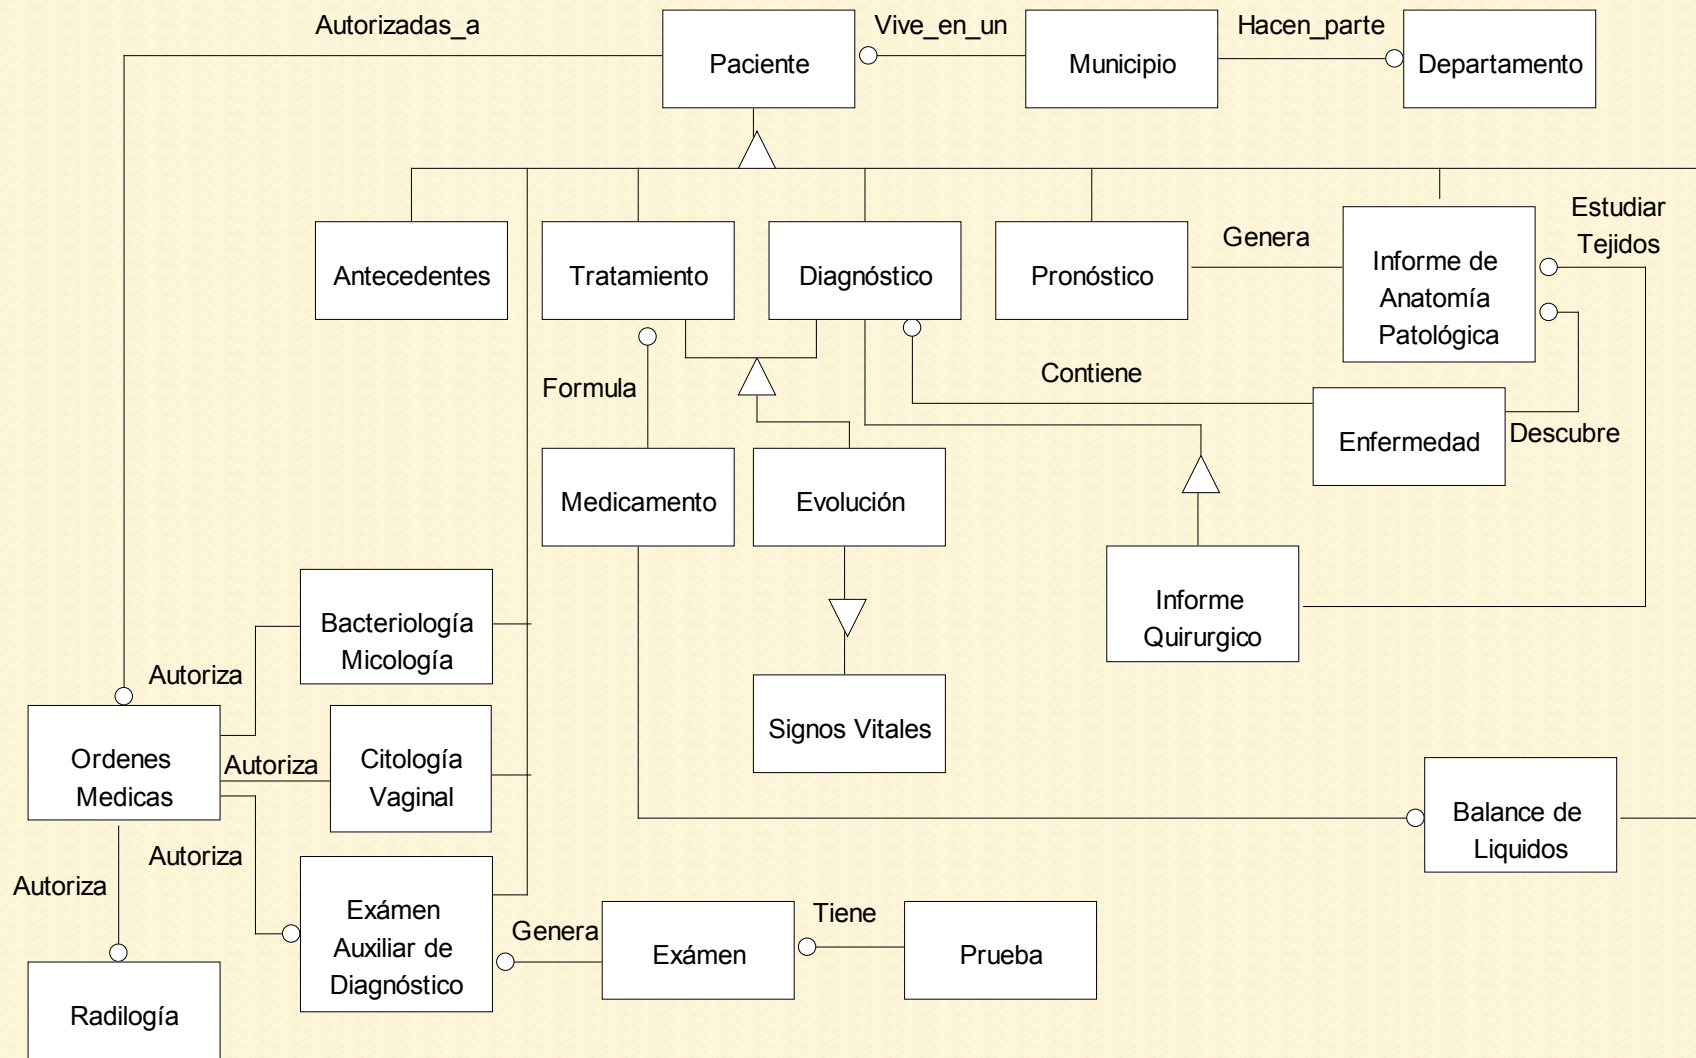 Autorizadas_a
Vive_en_un
Hacen_parte
Paciente
Municipio
Departamento
Estudiar
Tejidos
Antecedentes
Tratamiento
Diagnóstico
Pronóstico
Genera
Informe de
Anatomía
Patológica
Formula
Contiene
Enfermedad
Descubre
Medicamento
Evolución
Informe
Quirurgico
Bacteriología
Micología
Autoriza
Signos Vitales
Ordenes
Medicas
Autoriza
Citología
Vaginal
Balance de
Liquidos
Autoriza
Autoriza
Exámen
Auxiliar de
Diagnóstico
Genera
Exámen
Tiene
Prueba
Radilogía